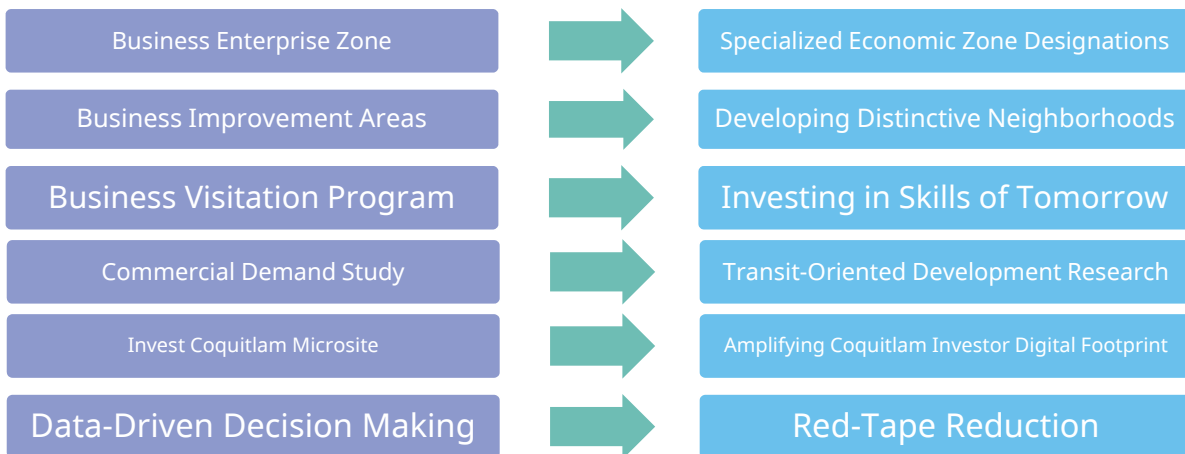 Business Enterprise Zone
Specialized Economic Zone Designations
Business Improvement Areas
Developing Distinctive Neighborhoods
Business Visitation Program
Investing in Skills of Tomorrow
Commercial Demand Study
Transit-Oriented Development Research
Invest Coquitlam Microsite
Amplifying Coquitlam Investor Digital Footprint
Data-Driven Decision Making
Red-Tape Reduction